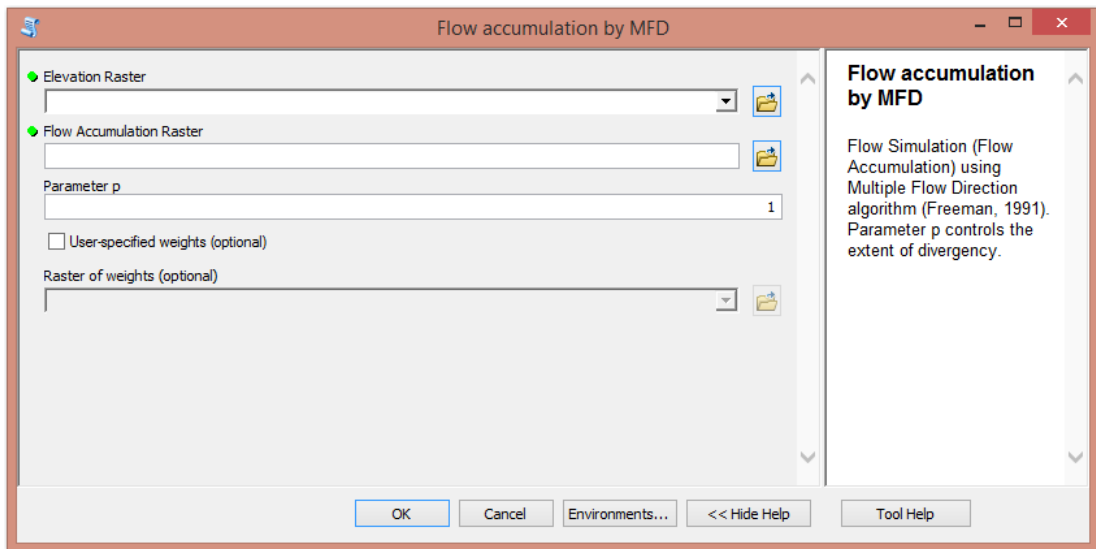 Flow accumulation by MFD
Elevation Raster
Flow Accumulation Raster
Parameter p
1
User-specified weights (optional)
Raster of weights (optional)
Flow accumulation
by MFD
Flow Simulation (Flow
Accumulation) using
Multiple Flow Direction
algorithm (Freeman, 1991).
Parameter p controls the
extent of divergency.
OK
Cancel
Environments...
<< Hide Help
Tool Help